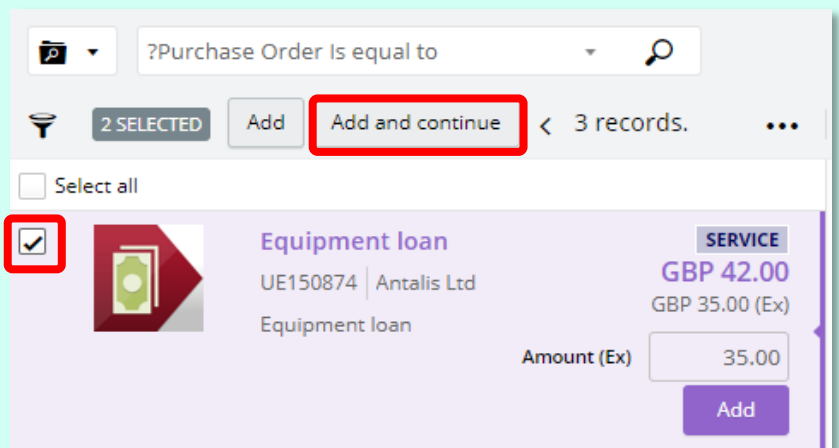 ?Purchase Order Is equal to
2 SELECTED Add Add and continue < 3 records. •••
Select all
Equipment loan SERVICE
UE150874 Antalis Ltd GBP 42.00
GBP 35.00 (Ex)
Equipment loan
Amount (Ex) 35.00
Add